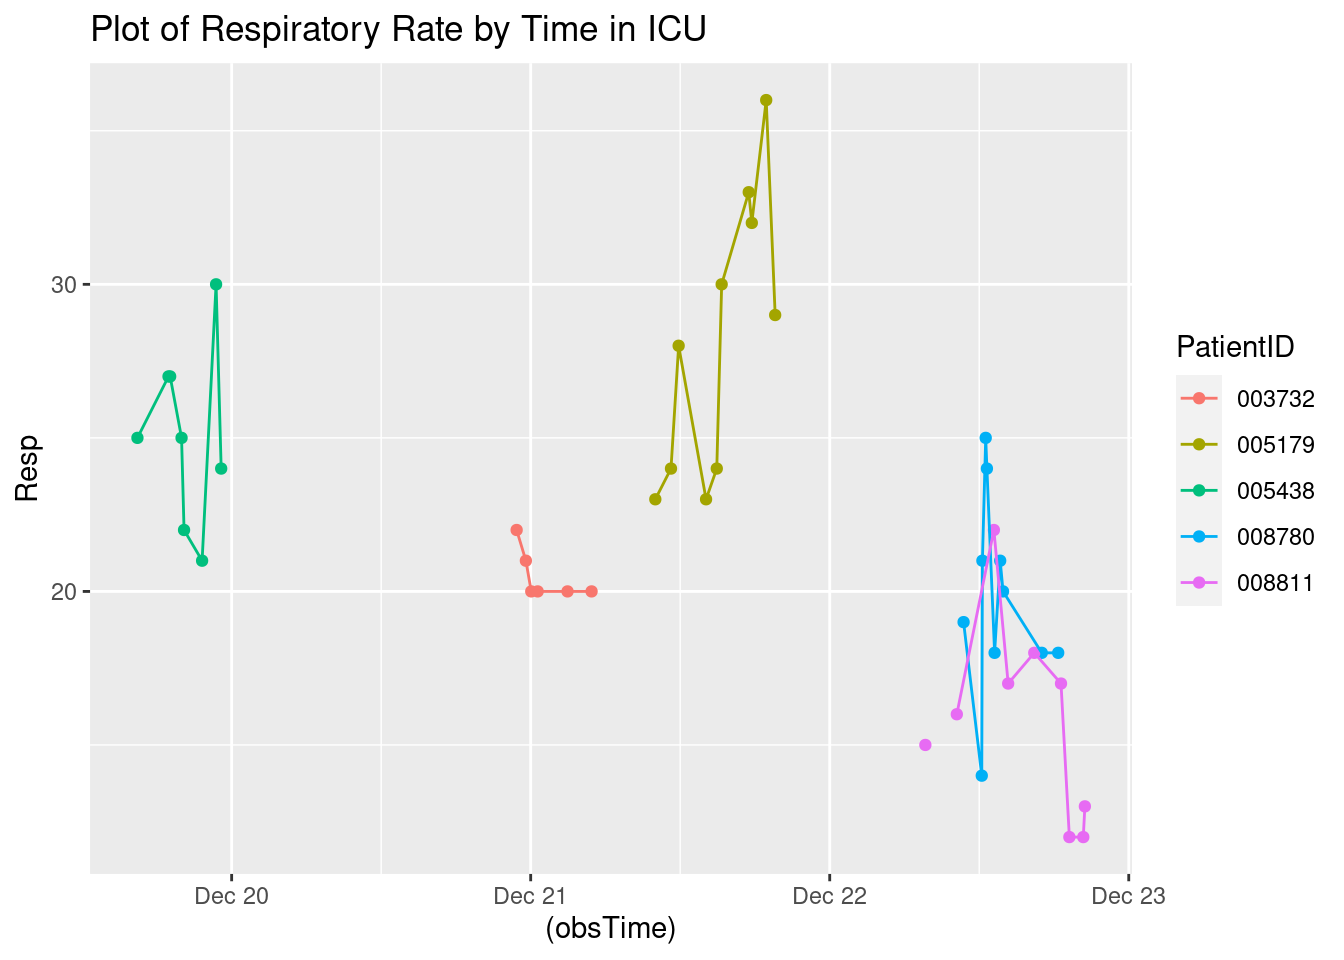 Plot of Respiratory Rate by Time in ICU
30
20
Resp
Dec 20
Dec 21
Dec 22
Dec 23
(obsTime)
PatientID
003732
005179
005438
008780
008811